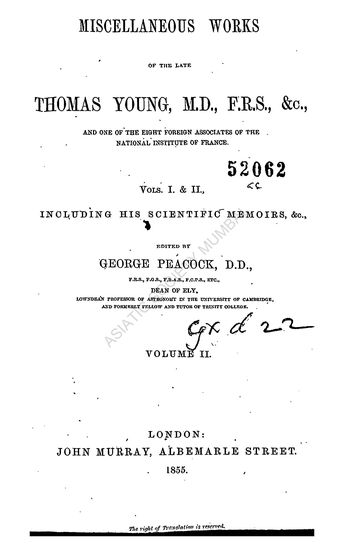 MISCELLANEOUS WORKS
OF THE LATE
THOMAS YOUNG, M.D., F.R.S., &c.,
AND ONE OF THE EIGHT FOREIGN ASSOCIATES OF THE
NATIONAL INSTITUTE OF FRANCE.
52062
VOLS. I. & II.,
INCLUDING HIS SCIENTIFIC MEMOIRS, &c.,
EDITED BY
GEORGE PEACOCK, D.D.,
F.R.S., F.G.S., F.R.A.S., F.C.P.S., ETC.,
DEAN OF ELY,
LOWNDEAN PROFESSOR OF ASTRONOMY IN THE UNIVERSITY OF CAMBRIDGE,
AND FORMERLY FELLOW AND TUTOR OF TRINITY COLLEGE.
VOLUME II.
LONDON:
JOHN MURRAY, ALBEMARLE STREET.
1855.
The right of Translation is reserved.